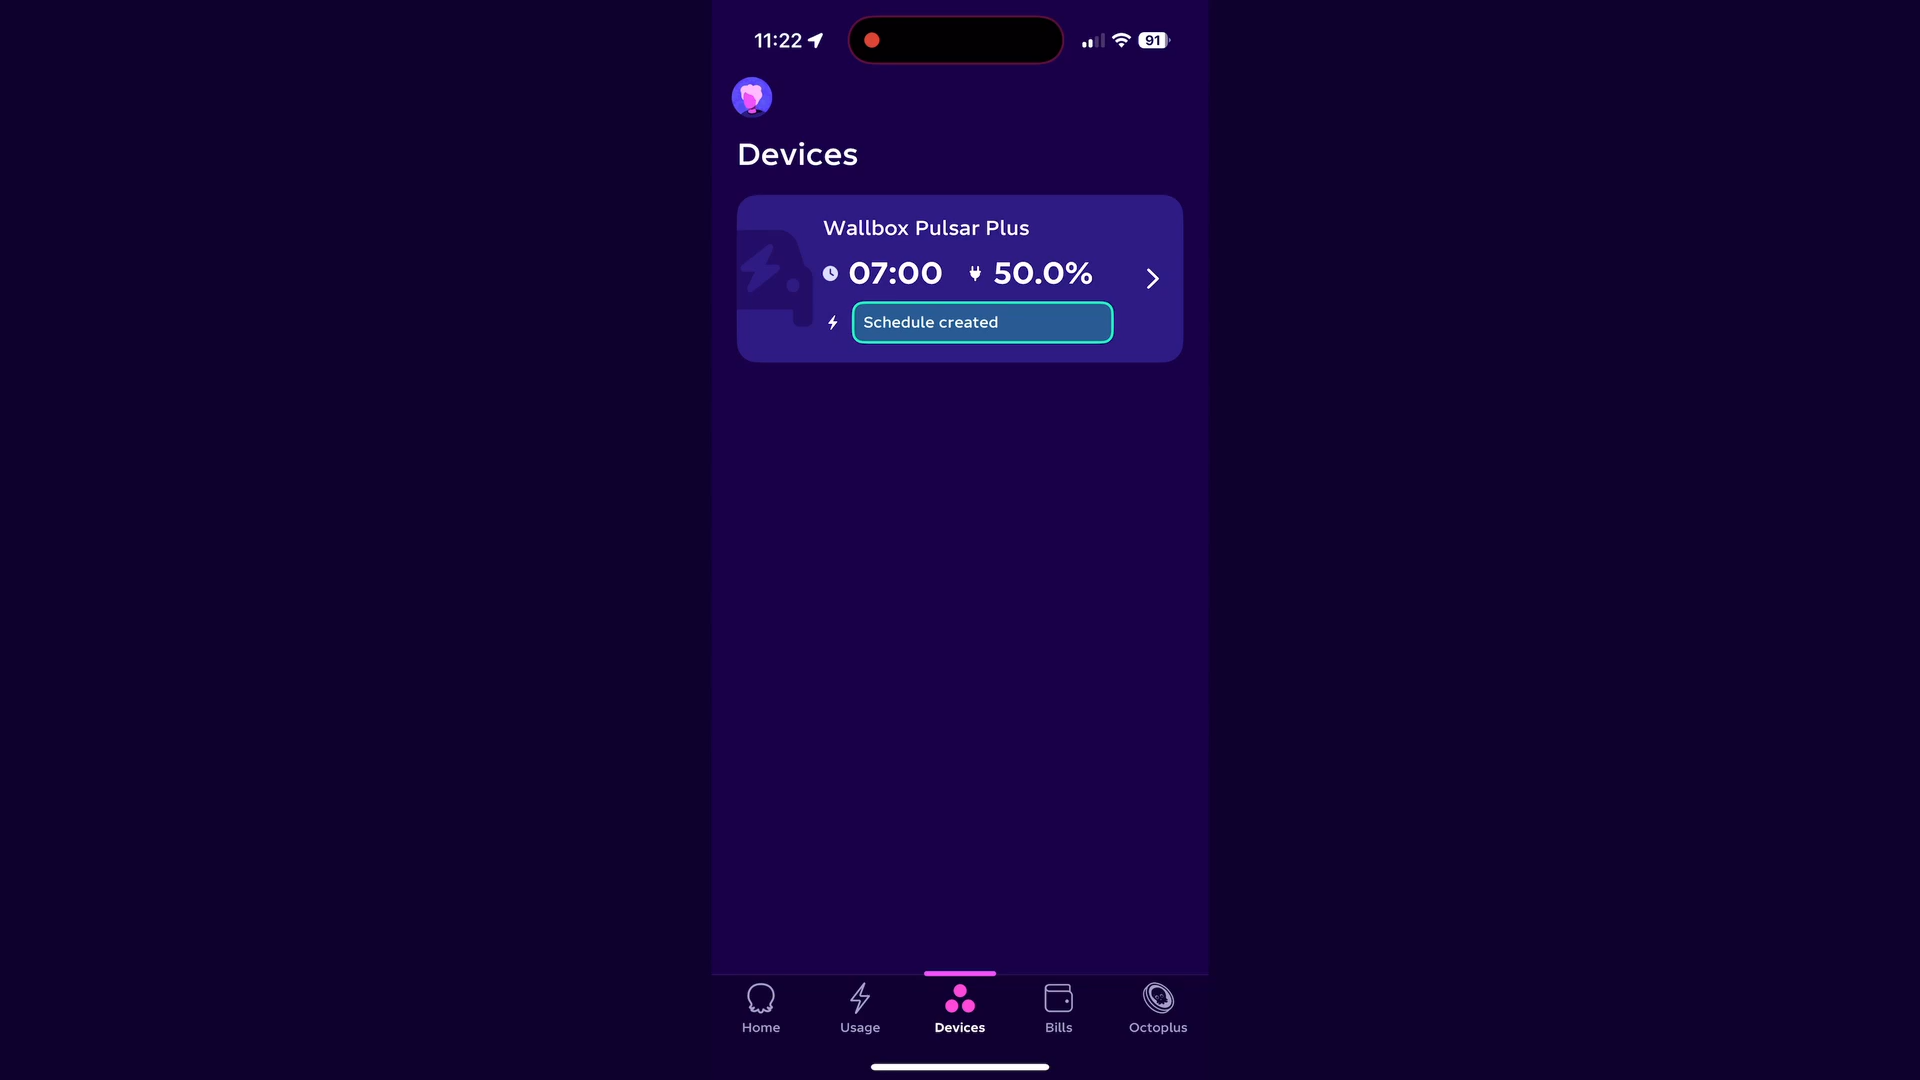 11:22
91
Devices
Wallbox Pulsar Plus
07:00 50.0%
Schedule created
Home Usage Devices Bills Octoplus